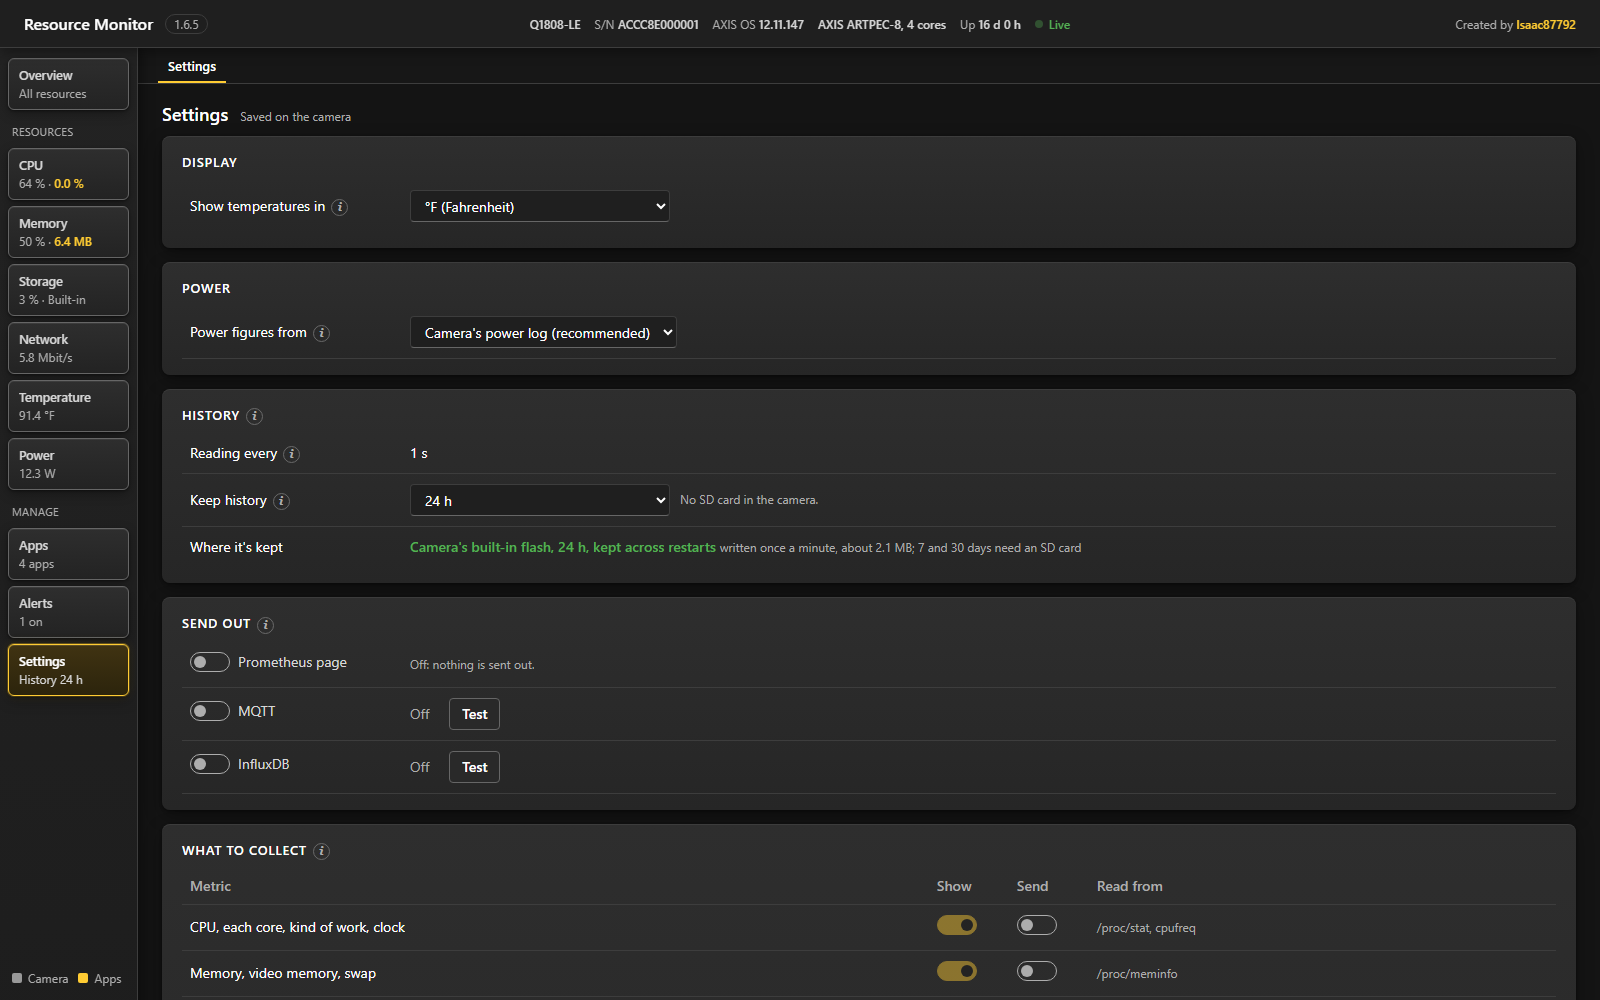 Resource Monitor 1.6.5
Q1808-LE S/N ACCC8E000001 AXIS OS 12.11.147 AXIS ARTPEC-8, 4 cores Up 16 d 0 h Live
Created by Isaac87792
Overview
All resources
RESOURCES
CPU
64 % · 0.0 %
Memory
50 % · 6.4 MB
Storage
3 % · Built-in
Network
5.8 Mbit/s
Temperature
91.4 °F
Power
12.3 W
MANAGE
Apps
4 apps
Alerts
1 on
Settings
History 24 h
Camera Apps
Settings
Settings Saved on the camera
DISPLAY
Show temperatures in i °F (Fahrenheit)
POWER
Power figures from i Camera's power log (recommended)
HISTORY i
Reading every i 1 s
Keep history i 24 h No SD card in the camera.
Where it's kept Camera's built-in flash, 24 h, kept across restarts written once a minute, about 2.1 MB; 7 and 30 days need an SD card
SEND OUT i
Prometheus page Off: nothing is sent out.
MQTT Off Test
InfluxDB Off Test
WHAT TO COLLECT i
Metric Show Send Read from
CPU, each core, kind of work, clock /proc/stat, cpufreq
Memory, video memory, swap /proc/meminfo